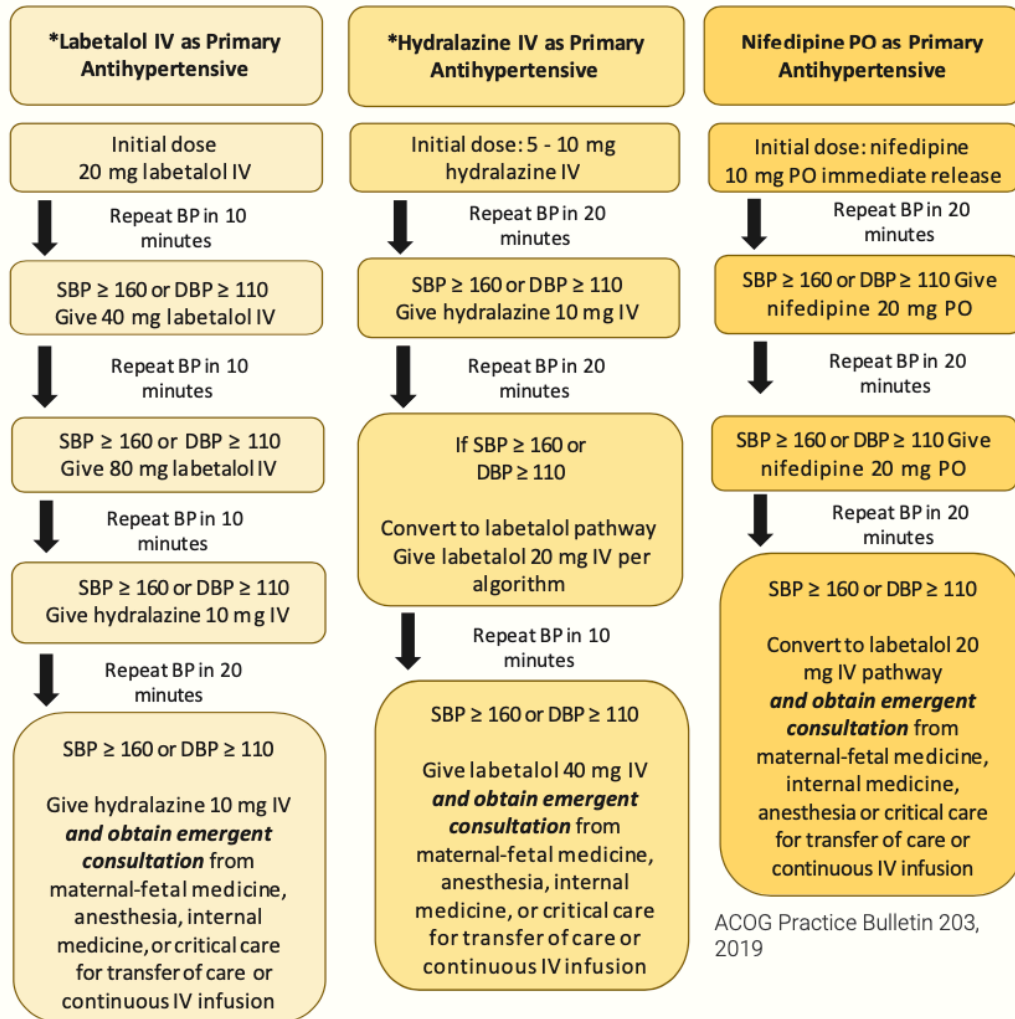 *Labetalol IV as Primary
Antihypertensive
Initial dose
20 mg labetalol IV
Repeat BP in 10
minutes
SBP ≥ 160 or DBP ≥ 110
Give 40 mg labetalol IV
Repeat BP in 10
minutes
SBP ≥ 160 or DBP ≥ 110
Give 80 mg labetalol IV
Repeat BP in 10
minutes
SBP ≥ 160 or DBP ≥ 110
Give hydralazine 10 mg IV
Repeat BP in 20
minutes
SBP ≥ 160 or DBP ≥ 110
Give hydralazine 10 mg IV
and obtain emergent
consultation from
maternal-fetal medicine,
anesthesia, internal
medicine, or critical care
for transfer of care or
continuous IV infusion
*Hydralazine IV as Primary
Antihypertensive
Initial dose: 5 - 10 mg
hydralazine IV
Repeat BP in 20
minutes
SBP ≥ 160 or DBP ≥ 110
Give hydralazine 10 mg IV
Repeat BP in 20
minutes
If SBP ≥ 160 or
DBP ≥ 110
Convert to labetalol pathway
Give labetalol 20 mg IV per
algorithm
Repeat BP in 10
minutes
SBP ≥ 160 or DBP ≥ 110
Give labetalol 40 mg IV
and obtain emergent
consultation from
maternal-fetal medicine,
anesthesia, internal
medicine, or critical care
for transfer of care or
continuous IV infusion
Nifedipine PO as Primary
Antihypertensive
Initial dose: nifedipine
10 mg PO immediate release
Repeat BP in 20
minutes
SBP ≥ 160 or DBP ≥ 110 Give
nifedipine 20 mg PO
Repeat BP in 20
minutes
SBP ≥ 160 or DBP ≥ 110 Give
nifedipine 20 mg PO
Repeat BP in 20
minutes
SBP ≥ 160 or DBP ≥ 110
Convert to labetalol 20
mg IV pathway
and obtain emergent
consultation from
maternal-fetal medicine,
internal medicine,
anesthesia or critical care
for transfer of care or
continuous IV infusion
ACOG Practice Bulletin 203,
2019